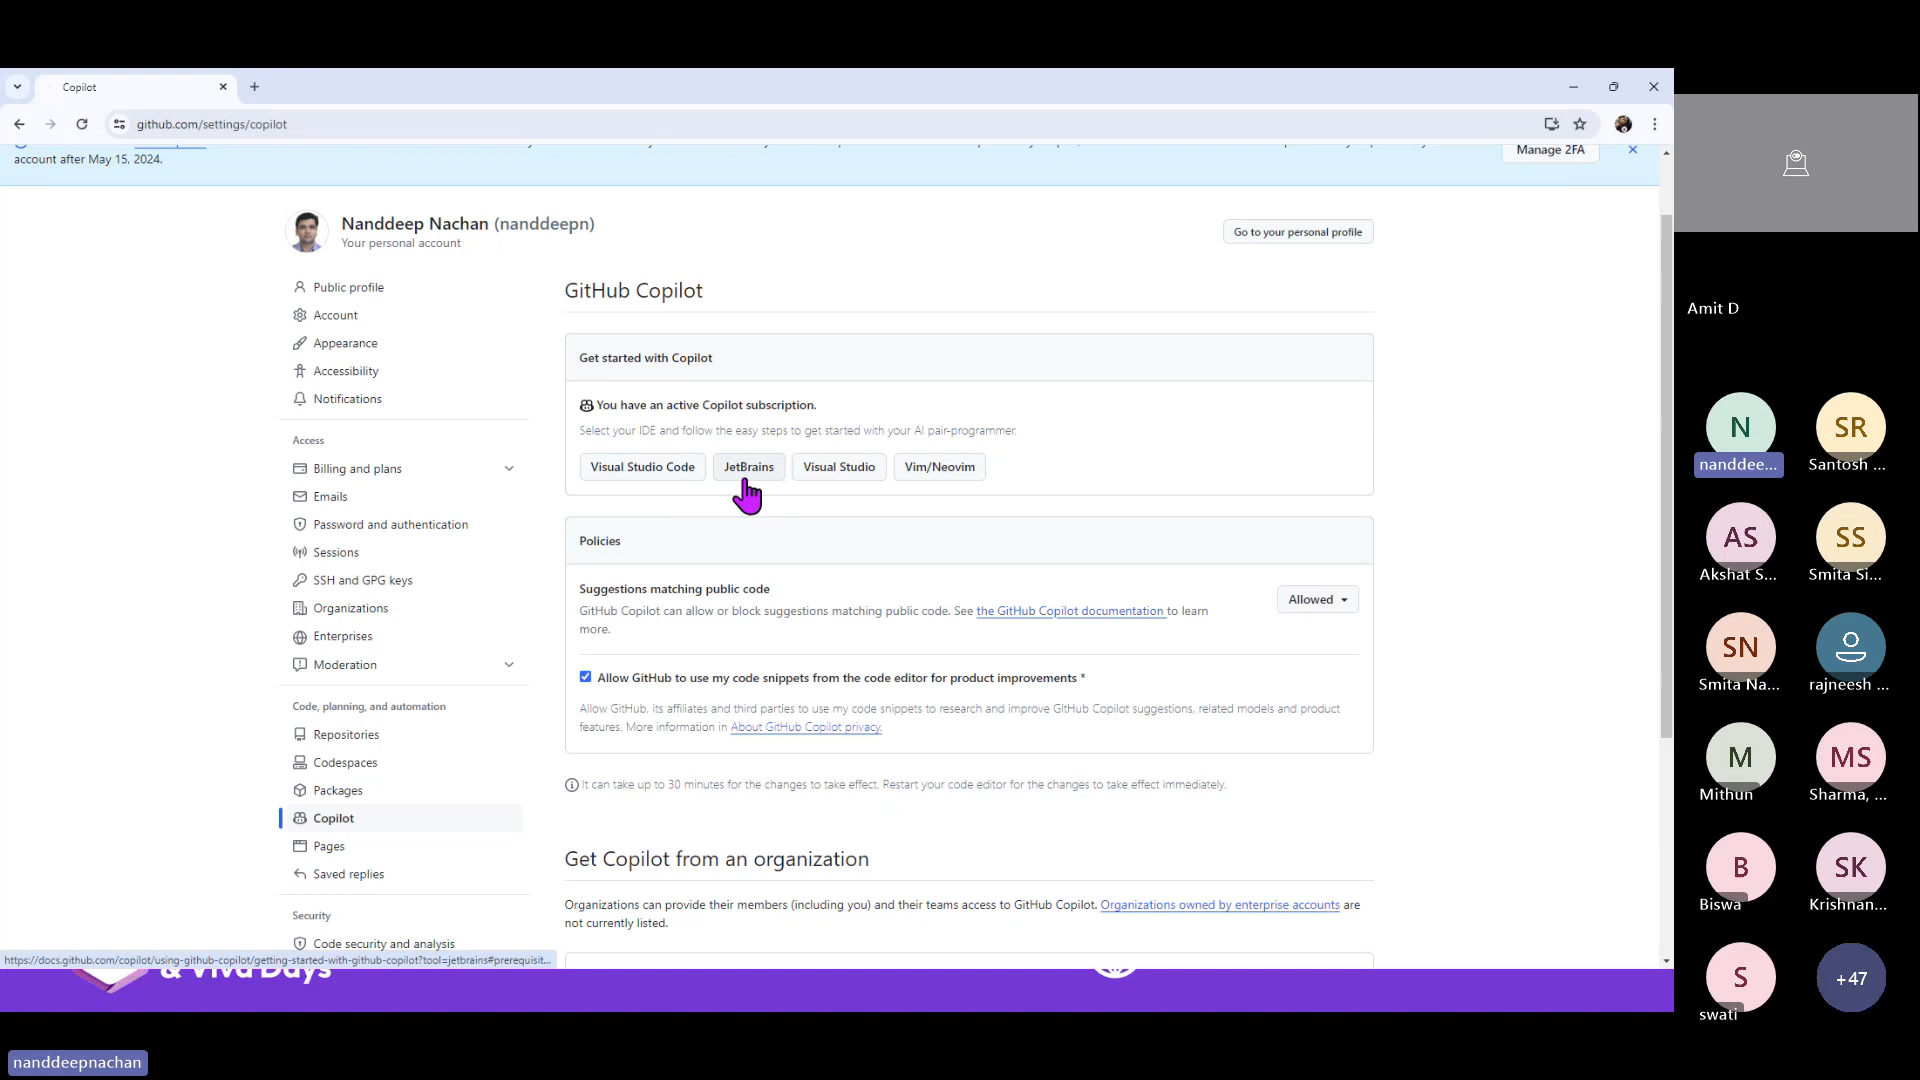 Copilot
github.com/settings/copilot
account after May 15, 2024.
Manage 2FA
Nanddeep Nachan (nanddeepn)
Your personal account
Go to your personal profile
Public profile
Account
Appearance
Accessibility
Notifications
Access
Billing and plans
Emails
Password and authentication
Sessions
SSH and GPG keys
Organizations
Enterprises
Moderation
Code, planning, and automation
Repositories
Codespaces
Packages
Copilot
Pages
Saved replies
Security
Code security and analysis
GitHub Copilot
Get started with Copilot
You have an active Copilot subscription.
Select your IDE and follow the easy steps to get started with your AI pair-programmer.
Visual Studio Code
JetBrains
Visual Studio
Vim/Neovim
Policies
Suggestions matching public code
GitHub Copilot can allow or block suggestions matching public code. See the GitHub Copilot documentation to learn
more.
Allowed
Allow GitHub to use my code snippets from the code editor for product improvements *
Allow GitHub, its affiliates and third parties to use my code snippets to research and improve GitHub Copilot suggestions, related models and product
features. More information in About GitHub Copilot privacy.
It can take up to 30 minutes for the changes to take effect. Restart your code editor for the changes to take effect immediately.
Get Copilot from an organization
Organizations can provide their members (including you) and their teams access to GitHub Copilot. Organizations owned by enterprise accounts are
not currently listed.
https://docs.github.com/copilot/using-github-copilot/getting-started-with-github-copilot?tool=jetbrains#prerequisit...
& Viva Days
nanddeepnachan
Amit D
N
nanddee...
SR
Santosh ...
AS
Akshat S...
SS
Smita Si...
SN
Smita Na...
rajneesh ...
M
Mithun
MS
Sharma, ...
B
Biswa
SK
Krishnan...
S
swati
+47